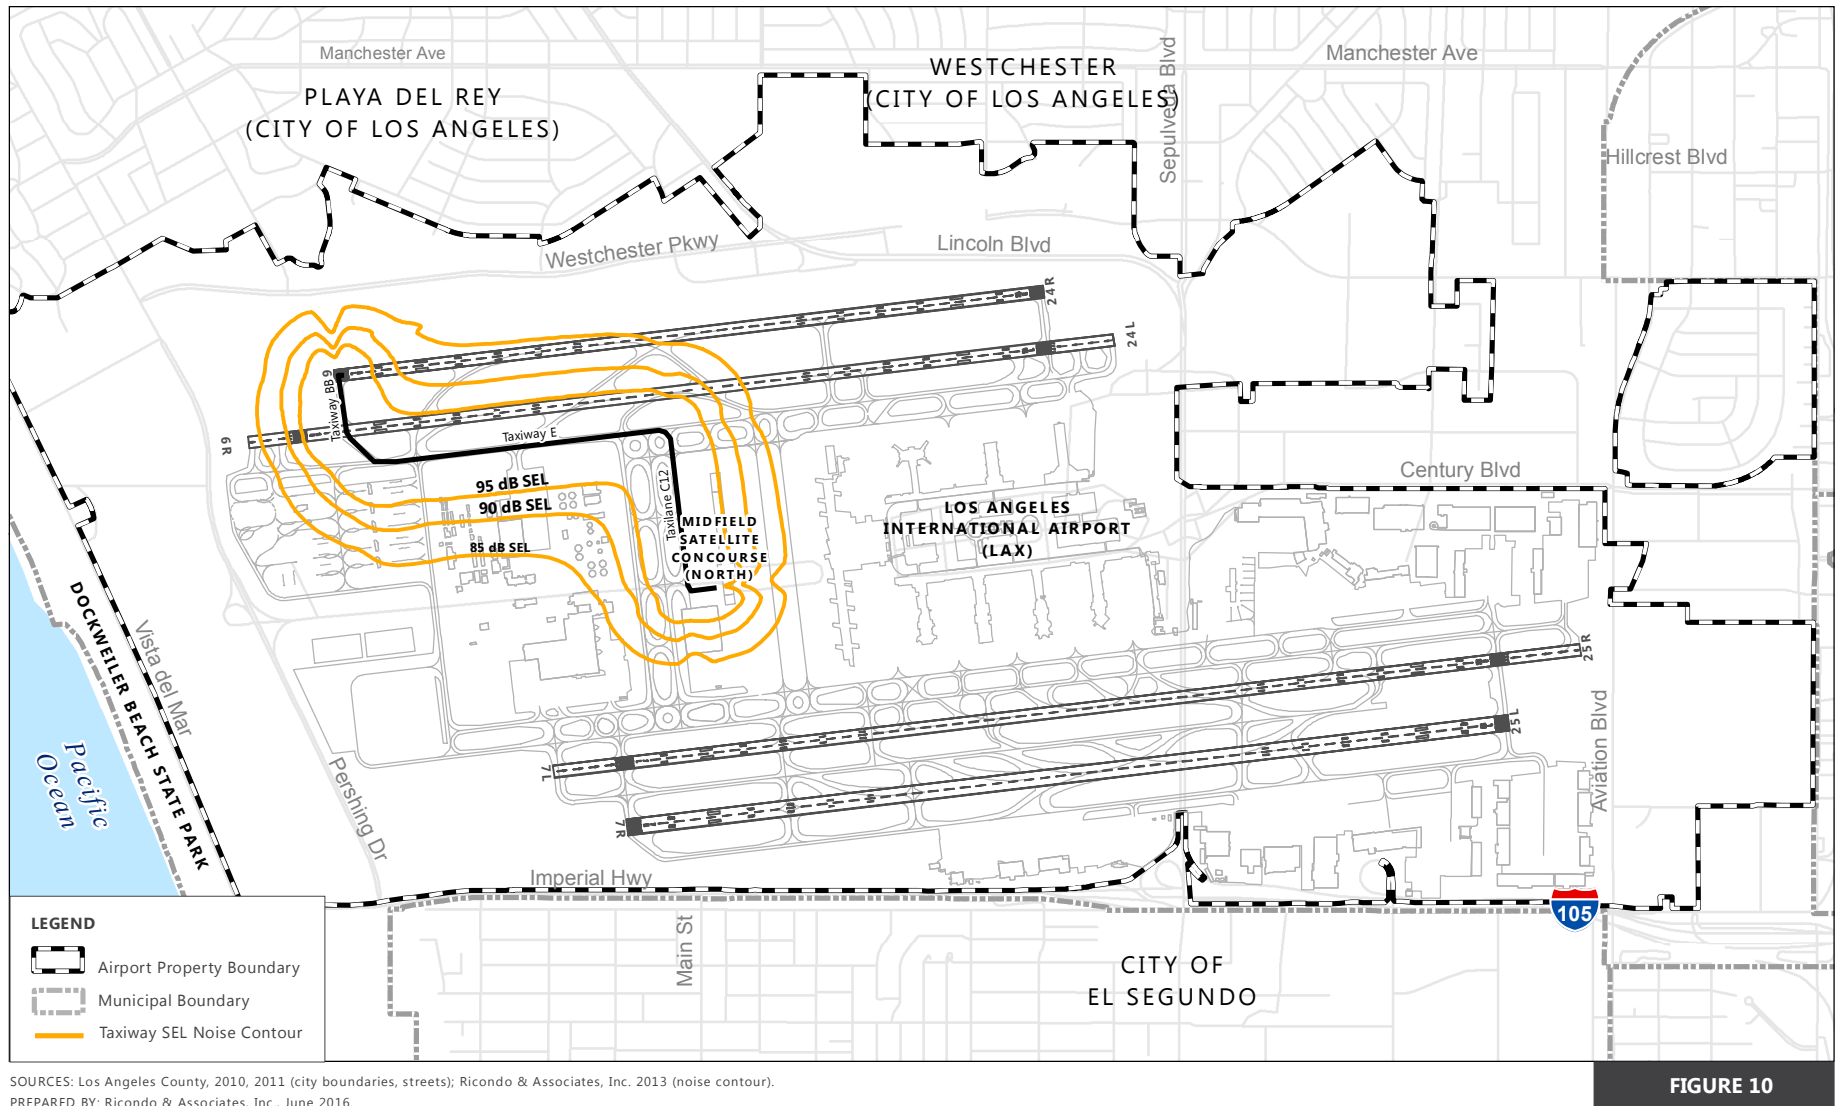 Manchester Ave
Manchester Ave
WESTCHESTER
(CITY OF LOS ANGELES)
PLAYA DEL REY
(CITY OF LOS ANGELES)
Sepulveda Blvd
Hillcrest Blvd
Westchester Pkwy
Lincoln Blvd
24R
24L
6
Taxiway BB
6R
Taxiway E
Taxilane C12
95 dB SEL
90 dB SEL
85 dB SEL
MIDFIELD
SATELLITE
CONCOURSE
(NORTH)
LOS ANGELES
INTERNATIONAL AIRPORT
(LAX)
Century Blvd
DOCKWEILER BEACH STATE PARK
Vista del Mar
Pacific
Ocean
Pershing Dr
25R
25L
7L
7R
Aviation Blvd
Imperial Hwy
105
Main St
CITY OF
EL SEGUNDO
LEGEND
Airport Property Boundary
Municipal Boundary
Taxiway SEL Noise Contour
SOURCES: Los Angeles County, 2010, 2011 (city boundaries, streets); Ricondo & Associates, Inc. 2013 (noise contour).
PREPARED BY: Ricondo & Associates, Inc., June 2016
FIGURE 10